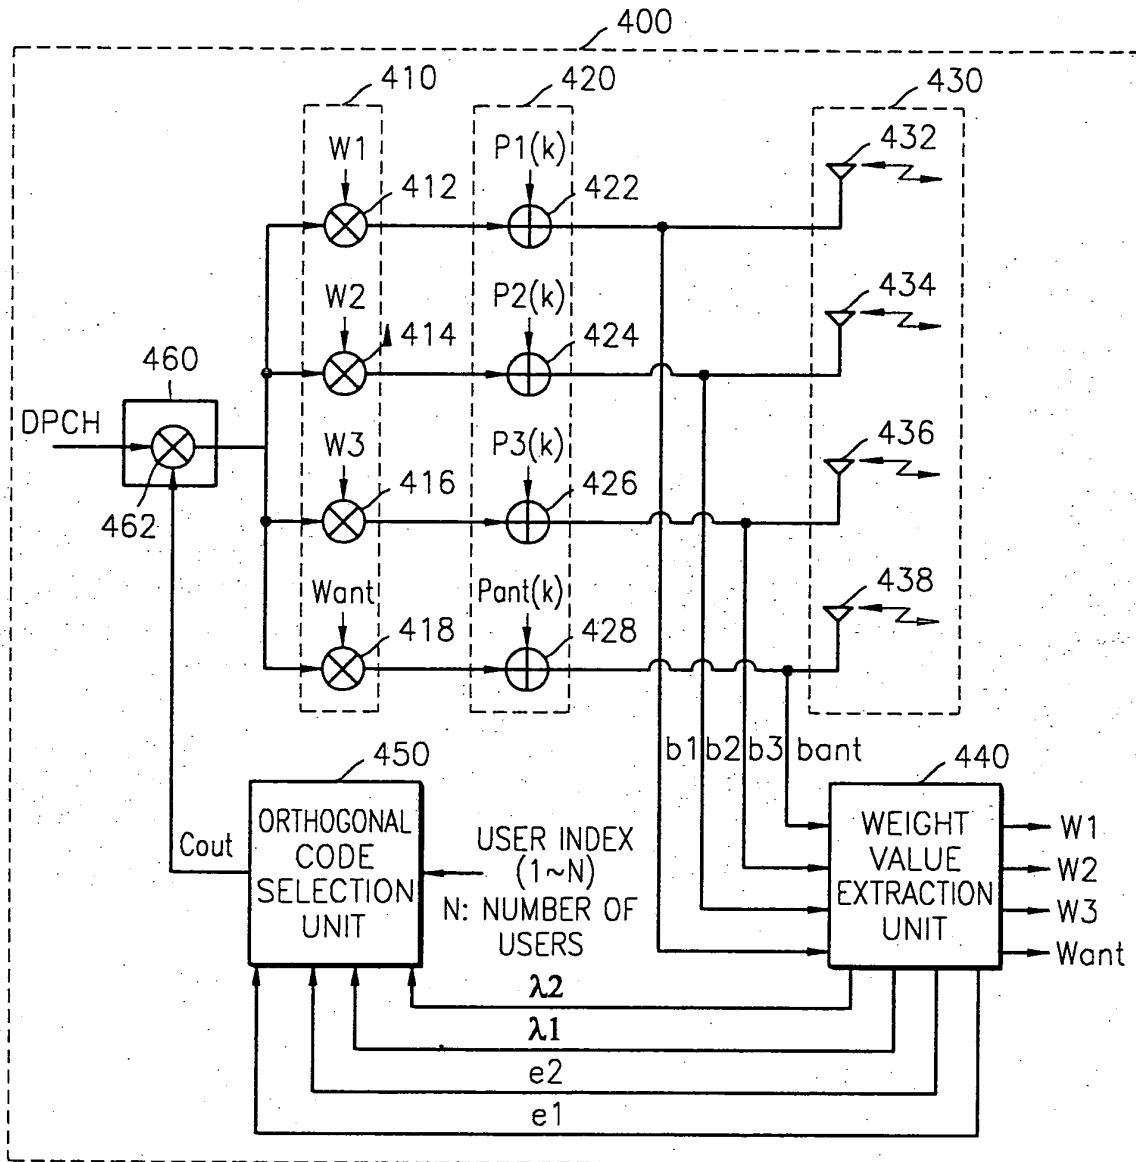 400
410
420
430
W1
P1(k)
432
412
422
W2
P2(k)
434
414
424
460
DPCH
W3
P3(k)
436
416
426
462
Want
Pant(k)
438
418
428
b1
b2
b3
bant
450
440
ORTHOGONAL
CODE
SELECTION
UNIT
Cout
USER INDEX
(1~N)
N: NUMBER OF
USERS
WEIGHT
VALUE
EXTRACTION
UNIT
W1
W2
W3
Want
λ2
λ1
e2
e1